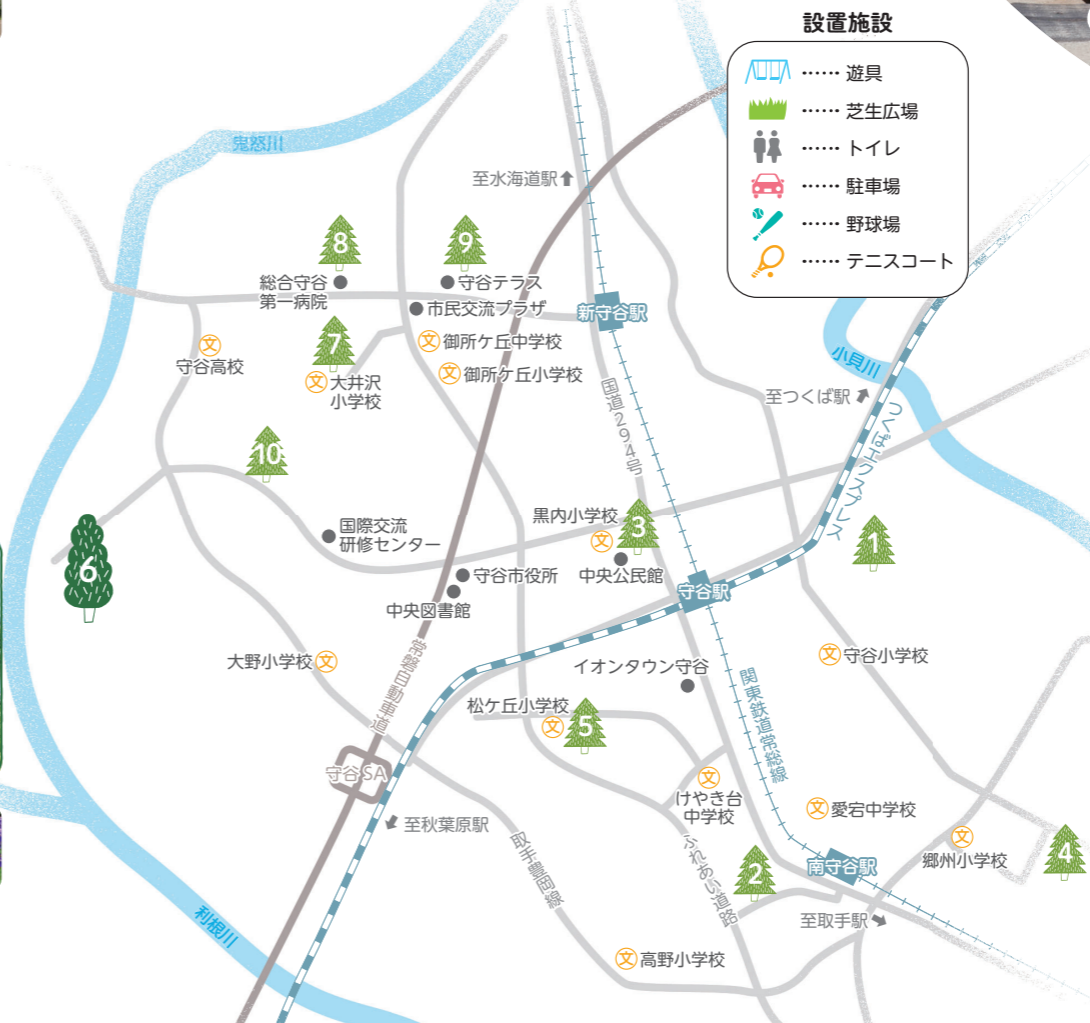 設置施設
…… 遊具
…… 芝生広場
…… トイレ
…… 駐車場
…… 野球場
…… テニスコート
鬼怒川
至水海道駅
8
9
総合守谷
第一病院
守谷テラス
市民交流プラザ
新守谷駅
7
文
守谷高校
文 御所ケ丘中学校
文 大井沢
小学校
文 御所ケ丘小学校
小貝川
国道294号
至つくば駅
つくばエクスプレス
10
国際交流
研修センター
黒内小学校
文
3
1
6
守谷市役所
中央公民館
中央図書館
守谷駅
大野小学校 文
常磐自動車道
イオンタウン守谷
文 守谷小学校
松ケ丘小学校
文
5
関東鉄道常総線
守谷SA
文
けやき台
中学校
文 愛宕中学校
至秋葉原駅
取手豊岡線
ふれあい道路
2
南守谷駅
文
郷州小学校
4
利根川
至取手駅
文 高野小学校